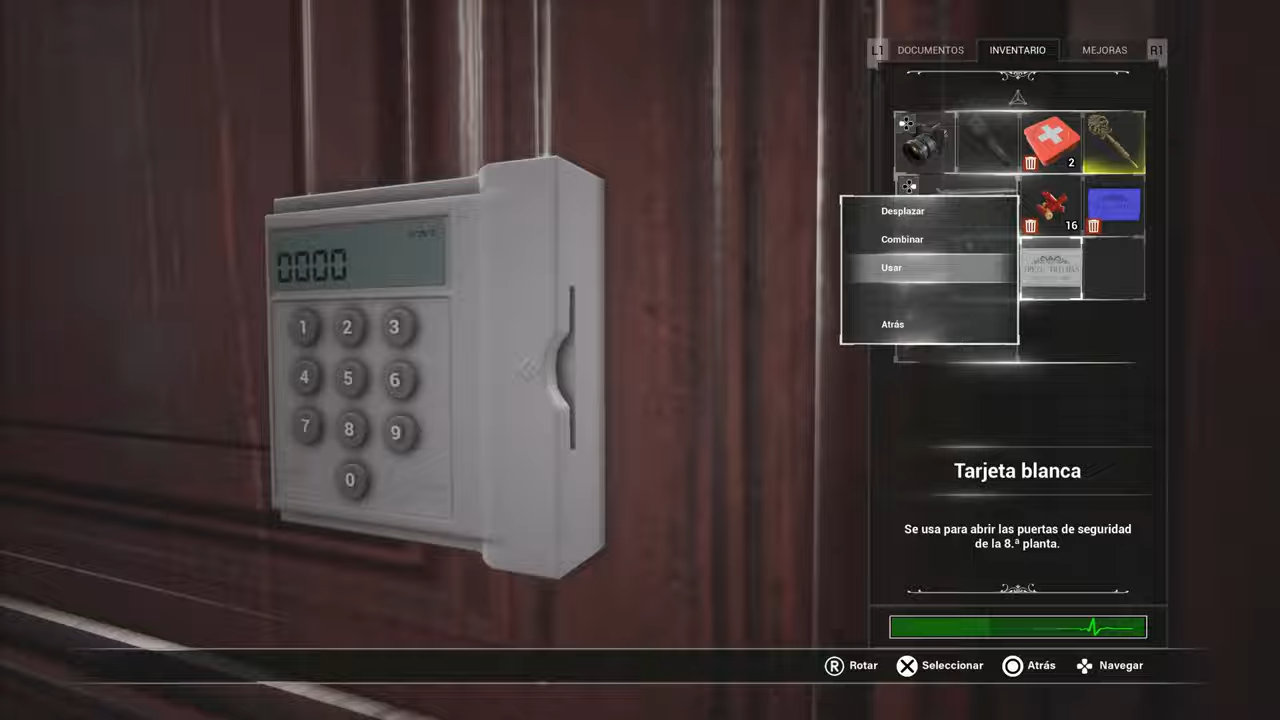 L1 DOCUMENTOS INVENTARIO MEJORAS R1
0000
1 2 3
4 5 6
7 8 9
0
2
16
Desplazar
Combinar
Usar
Atrás
Tarjeta blanca
Se usa para abrir las puertas de seguridad
de la 8.ª planta.
R Rotar Seleccionar Atrás Navegar